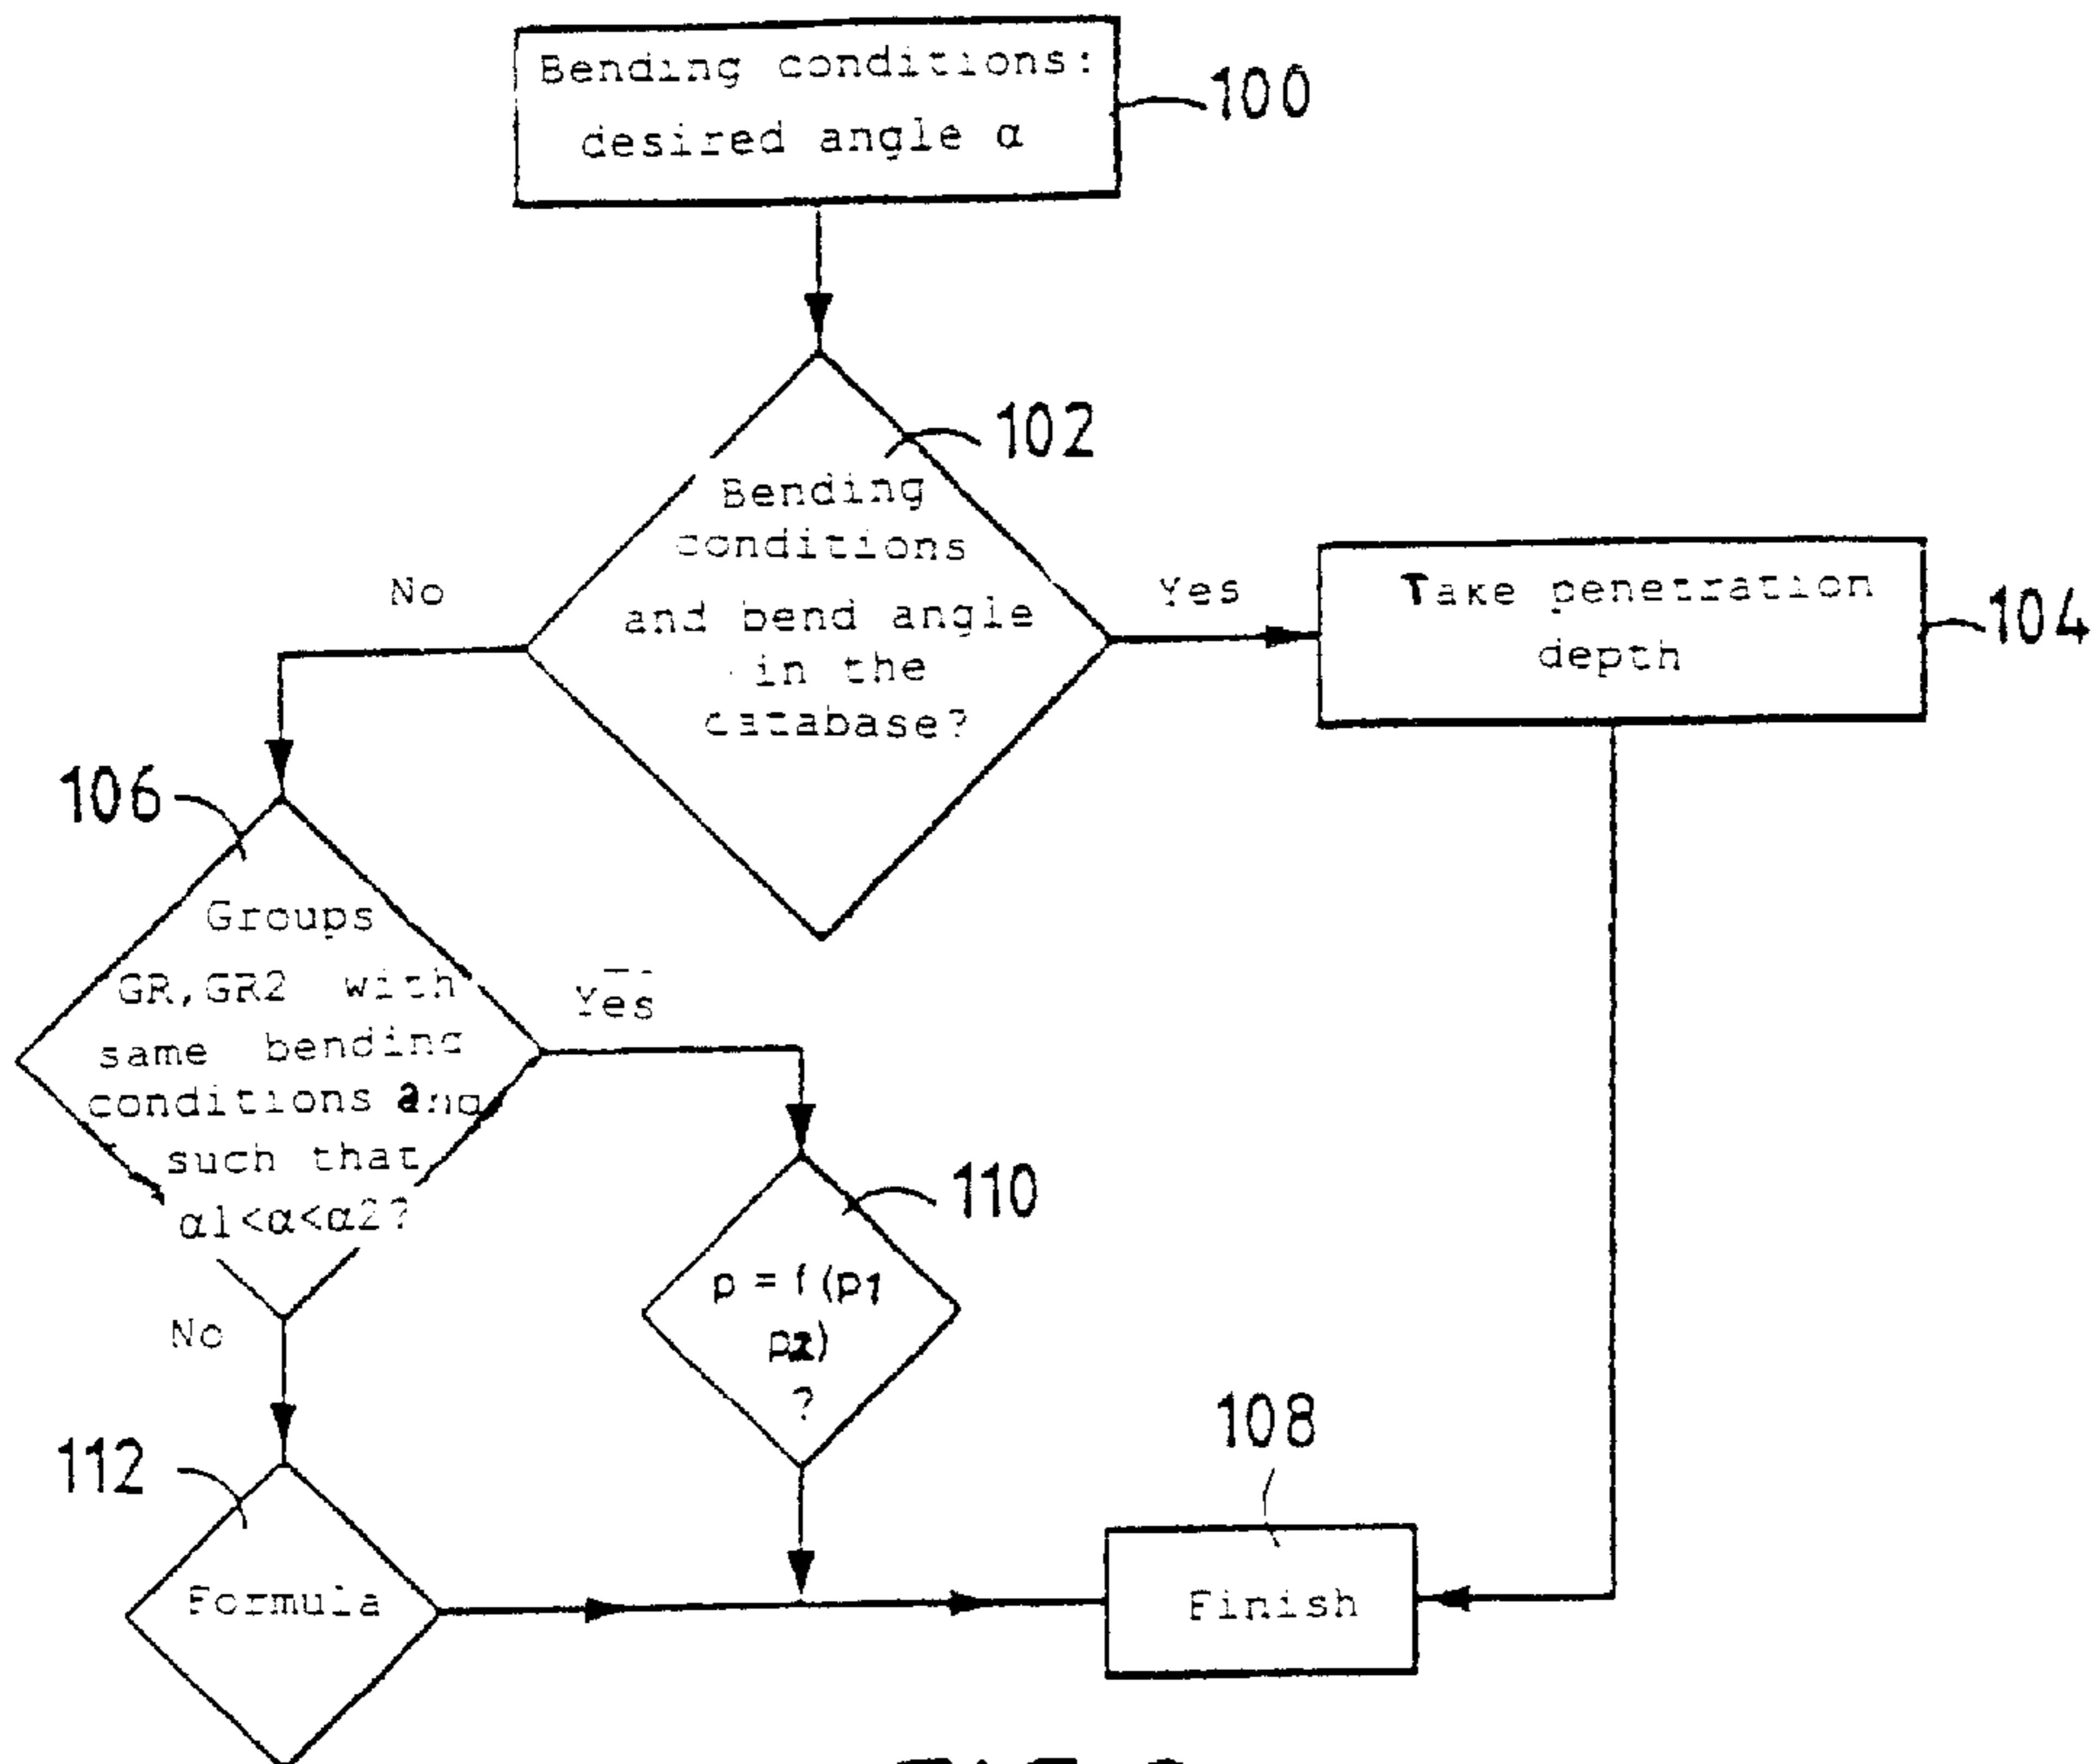 Bending conditions:
desired angle α
100
102
Bending
conditions
and bend angle
in the
database?
No
Yes
Take penetration
depth
104
106
Groups
GR,GR2 with
same bending
conditions and
such that
α1<α<α2?
Yes
No
110
p = f (p1
p2)
?
112
Formula
108
Finish